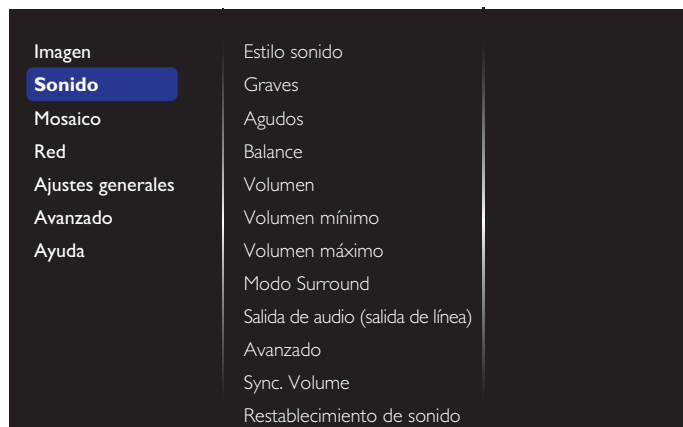 Imagen
Sonido
Mosaico
Red
Ajustes generales
Avanzado
Ayuda
Estilo sonido
Graves
Agudos
Balance
Volumen
Volumen mínimo
Volumen máximo
Modo Surround
Salida de audio (salida de línea)
Avanzado
Sync. Volume
Restablecimiento de sonido